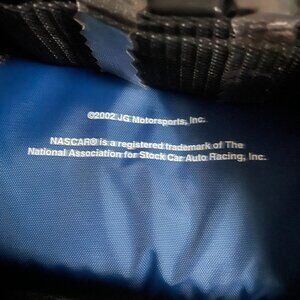 ©2002 JG Motorsports, Inc.
NASCAR® is a registered trademark of The
National Association for Stock Car Auto Racing, Inc.